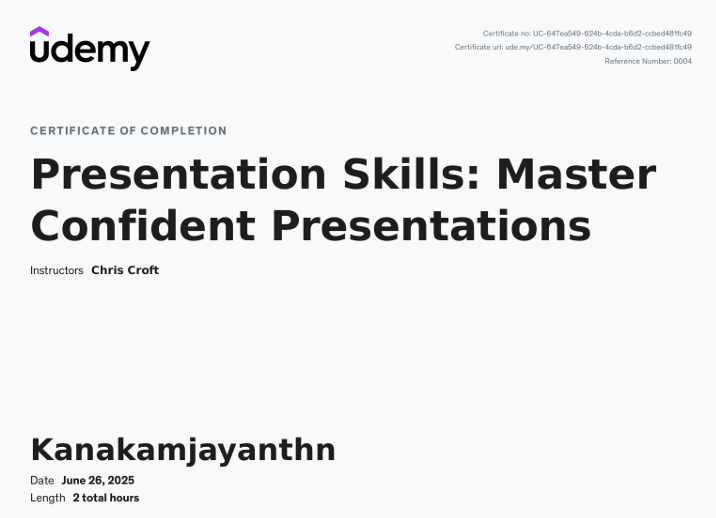 udemy
Certificate no: UC-647ea549-624b-4cda-b6d2-ccbed481fc49
Certificate url: ude.my/UC-647ea549-624b-4cda-b6d2-ccbed481fc49
Reference Number: 0004
CERTIFICATE OF COMPLETION
Presentation Skills: Master
Confident Presentations
Instructors Chris Croft
Kanakamjayanthn
Date June 26, 2025
Length 2 total hours